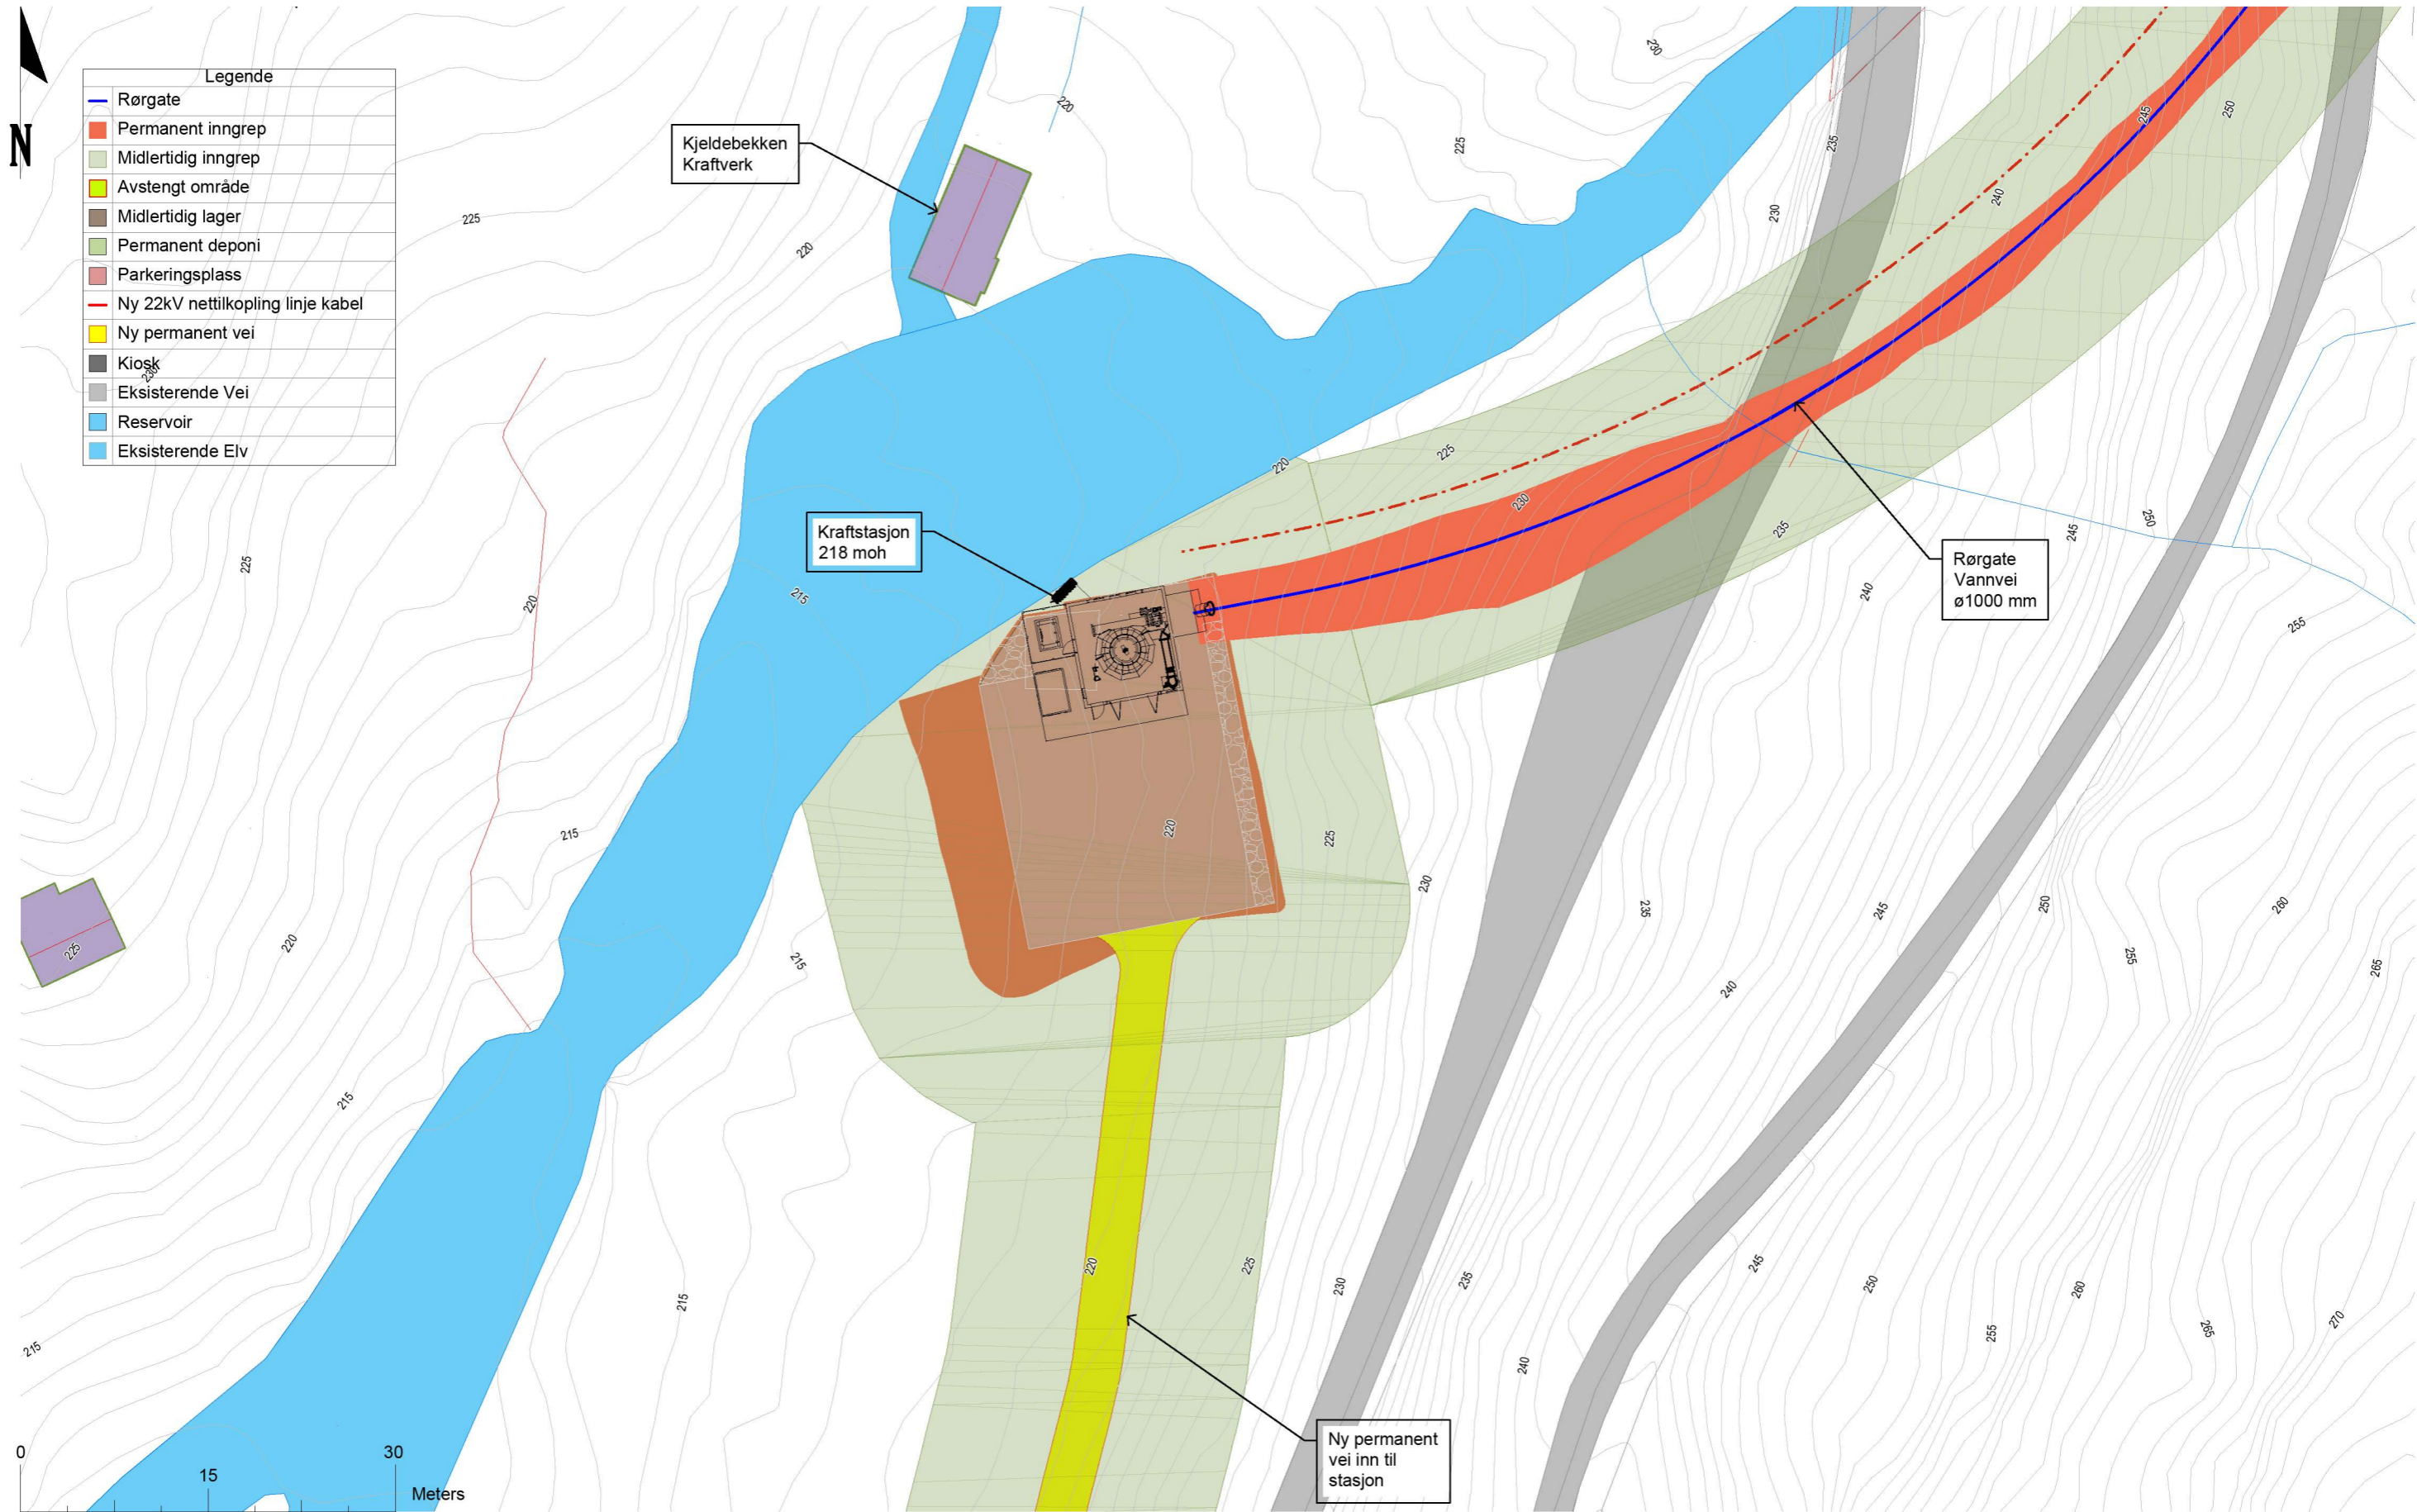 Legende
Rørgate
Permanent inngrep
Midlertidig inngrep
Avstengt område
Midlertidig lager
Permanent deponi
Parkeringsplass
Ny 22kV nettilkopling linje kabel
Ny permanent vei
Kiosk
Eksisterende Vei
Reservoir
Eksisterende Elv
N
Kjeldebekken
Kraftverk
Kraftstasjon
218 moh
Rørgate
Vannvei
ø1000 mm
Ny permanent
vei inn til
stasjon
230
220
225
235
245
250
225
240
230
220
230
225
220
230
235
245
250
225
215
220
240
255
215
220
225
230
235
245
250
260
220
225
215
240
255
265
215
220
225
230
235
245
250
260
265
270
215
215
240
255
0
15
30
Meters